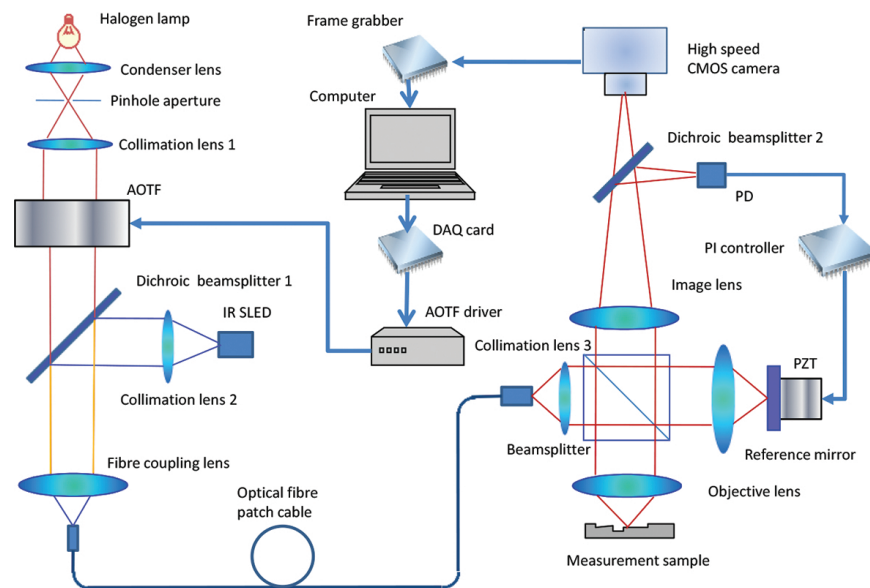 Halogen lamp
Condenser lens
Pinhole aperture
Collimation lens 1
AOTF
Dichroic beamsplitter 1
IR SLED
Collimation lens 2
Fibre coupling lens
Optical fibre
patch cable
Frame grabber
Computer
DAQ card
AOTF driver
High speed
CMOS camera
Dichroic beamsplitter 2
PD
PI controller
Image lens
Collimation lens 3
PZT
Beamsplitter
Reference mirror
Objective lens
Measurement sample